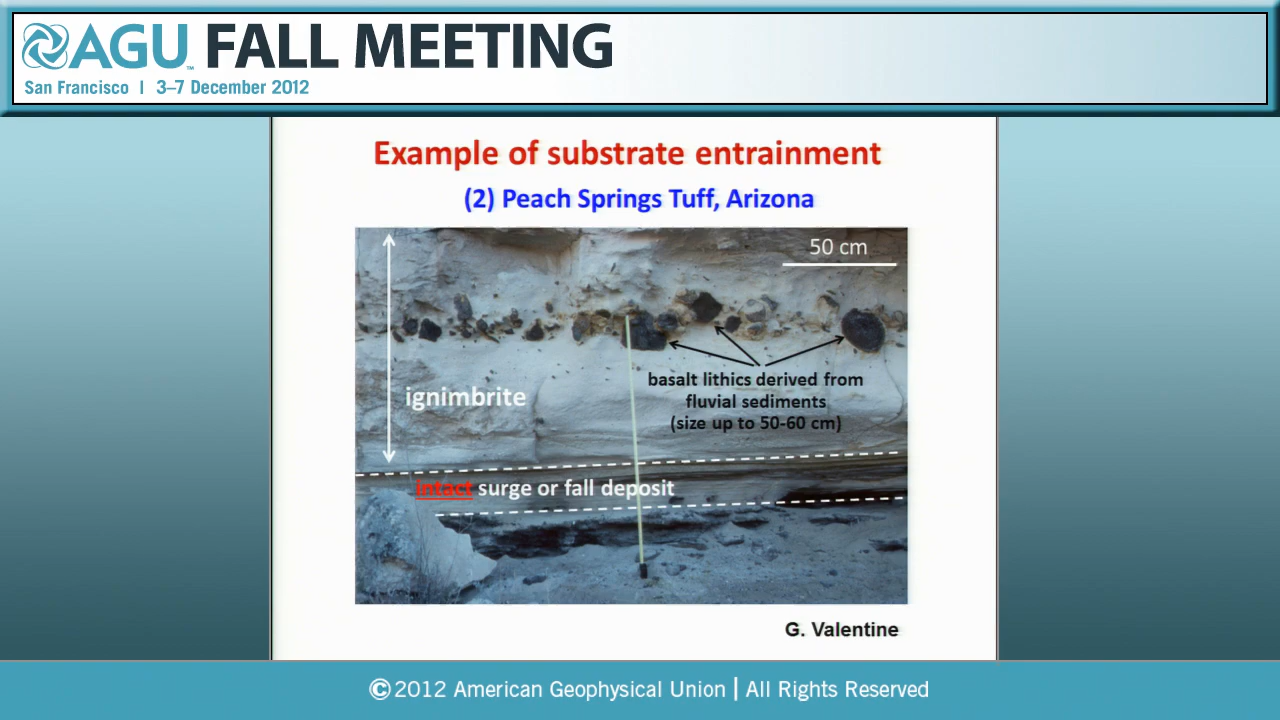 AGU™ FALL MEETING
San Francisco | 3–7 December 2012
Example of substrate entrainment
(2) Peach Springs Tuff, Arizona
50 cm
basalt lithics derived from
fluvial sediments
(size up to 50-60 cm)
ignimbrite
intact surge or fall deposit
G. Valentine
©2012 American Geophysical Union | All Rights Reserved